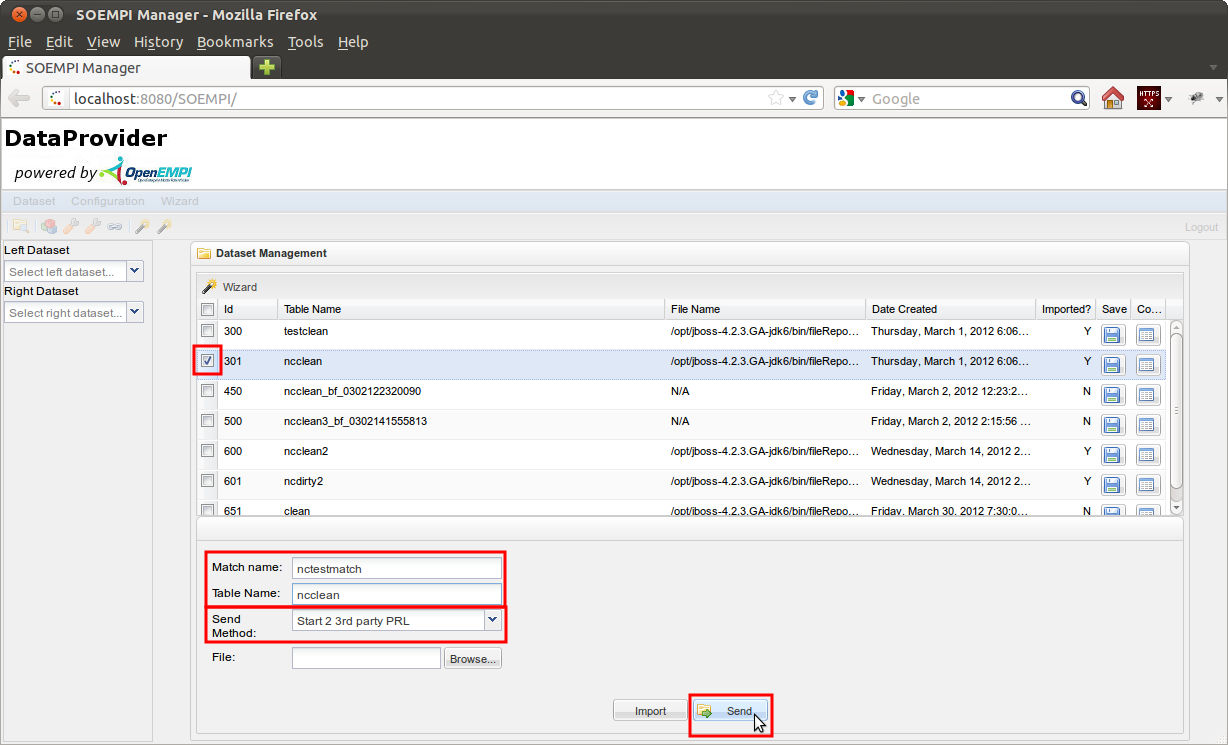 SOEMPI Manager - Mozilla Firefox
File Edit View History Bookmarks Tools Help
SOEMPI Manager
localhost:8080/SOEMPI/ Google HTTPS
DataProvider
powered by OpenEMPI
Dataset Configuration Wizard
Logout
Left Dataset
Select left dataset...
Right Dataset
Select right dataset...
Dataset Management
Wizard
Id Table Name File Name Date Created Imported? Save Co...
300 testclean /opt/jboss-4.2.3.GA-jdk6/bin/fileRepo... Thursday, March 1, 2012 6:06... Y
301 ncclean /opt/jboss-4.2.3.GA-jdk6/bin/fileRepo... Thursday, March 1, 2012 6:06... Y
450 ncclean_bf_0302122320090 N/A Friday, March 2, 2012 12:23:2... N
500 ncclean3_bf_0302141555813 N/A Friday, March 2, 2012 2:15:56 ... N
600 ncclean2 /opt/jboss-4.2.3.GA-jdk6/bin/fileRepo... Wednesday, March 14, 2012 2... Y
601 ncdirty2 /opt/jboss-4.2.3.GA-jdk6/bin/fileRepo... Wednesday, March 14, 2012 2... Y
651 clean /opt/jboss-4.2.3.GA-jdk6/bin/fileRepo... Friday, March 30, 2012 7:30:0... N
Match name: nctestmatch
Table Name: ncclean
Send Method: Start 2 3rd party PRL
File: Browse...
Import Send